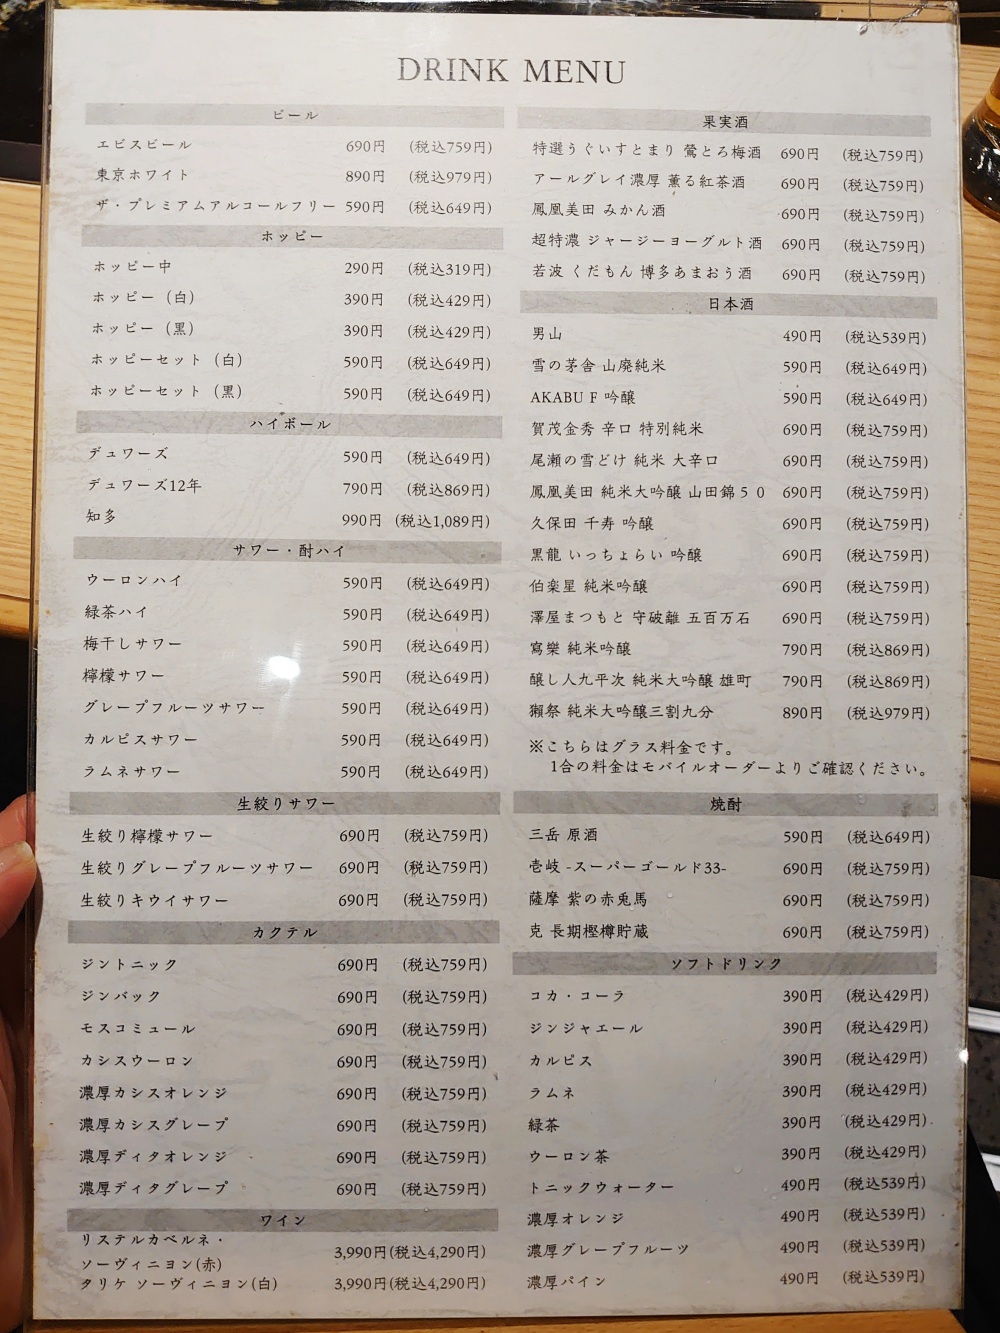 DRINK MENU
ビール
エビスビール 690円 (税込759円)
東京ホワイト 890円 (税込979円)
ザ・プレミアムアルコールフリー 590円 (税込649円)
ホッピー
ホッピー中 290円 (税込319円)
ホッピー（白） 390円 (税込429円)
ホッピー（黒） 390円 (税込429円)
ホッピーセット（白） 590円 (税込649円)
ホッピーセット（黒） 590円 (税込649円)
ハイボール
デュワーズ 590円 (税込649円)
デュワーズ12年 790円 (税込869円)
知多 990円 (税込1,089円)
サワー・酎ハイ
ウーロンハイ 590円 (税込649円)
緑茶ハイ 590円 (税込649円)
梅干しサワー 590円 (税込649円)
檸檬サワー 590円 (税込649円)
グレープフルーツサワー 590円 (税込649円)
カルピスサワー 590円 (税込649円)
ラムネサワー 590円 (税込649円)
生絞りサワー
生絞り檸檬サワー 690円 (税込759円)
生絞りグレープフルーツサワー 690円 (税込759円)
生絞りキウイサワー 690円 (税込759円)
カクテル
ジントニック 690円 (税込759円)
ジンバック 690円 (税込759円)
モスコミュール 690円 (税込759円)
カシスウーロン 690円 (税込759円)
濃厚カシスオレンジ 690円 (税込759円)
濃厚カシスグレープ 690円 (税込759円)
濃厚ディタオレンジ 690円 (税込759円)
濃厚ディタグレープ 690円 (税込759円)
ワイン
リステルカベルネ・
ソーヴィニヨン(赤) 3,990円(税込4,290円)
タリケ ソーヴィニヨン(白) 3,990円(税込4,290円)
果実酒
特選うぐいすとまり 鶯とろ梅酒 690円 (税込759円)
アールグレイ濃厚 薫る紅茶酒 690円 (税込759円)
鳳凰美田 みかん酒 690円 (税込759円)
超特濃 ジャージーヨーグルト酒 690円 (税込759円)
若波 くだもん 博多あまおう酒 690円 (税込759円)
日本酒
男山 490円 (税込539円)
雪の茅舎 山廃純米 590円 (税込649円)
AKABU F 吟醸 590円 (税込649円)
賀茂金秀 辛口 特別純米 690円 (税込759円)
尾瀬の雪どけ 純米 大辛口 690円 (税込759円)
鳳凰美田 純米大吟醸 山田錦５０ 690円 (税込759円)
久保田 千寿 吟醸 690円 (税込759円)
黒龍 いっちょらい 吟醸 690円 (税込759円)
伯楽星 純米吟醸 690円 (税込759円)
澤屋まつもと 守破離 五百万石 690円 (税込759円)
寫樂 純米吟醸 790円 (税込869円)
醸し人九平次 純米大吟醸 雄町 790円 (税込869円)
獺祭 純米大吟醸三割九分 890円 (税込979円)
※こちらはグラス料金です。
1合の料金はモバイルオーダーよりご確認ください。
焼酎
三岳 原酒 590円 (税込649円)
壱岐 -スーパーゴールド33- 690円 (税込759円)
薩摩 紫の赤兎馬 690円 (税込759円)
克 長期樫樽貯蔵 690円 (税込759円)
ソフトドリンク
コカ・コーラ 390円 (税込429円)
ジンジャエール 390円 (税込429円)
カルピス 390円 (税込429円)
ラムネ 390円 (税込429円)
緑茶 390円 (税込429円)
ウーロン茶 390円 (税込429円)
トニックウォーター 490円 (税込539円)
濃厚オレンジ 490円 (税込539円)
濃厚グレープフルーツ 490円 (税込539円)
濃厚パイン 490円 (税込539円)